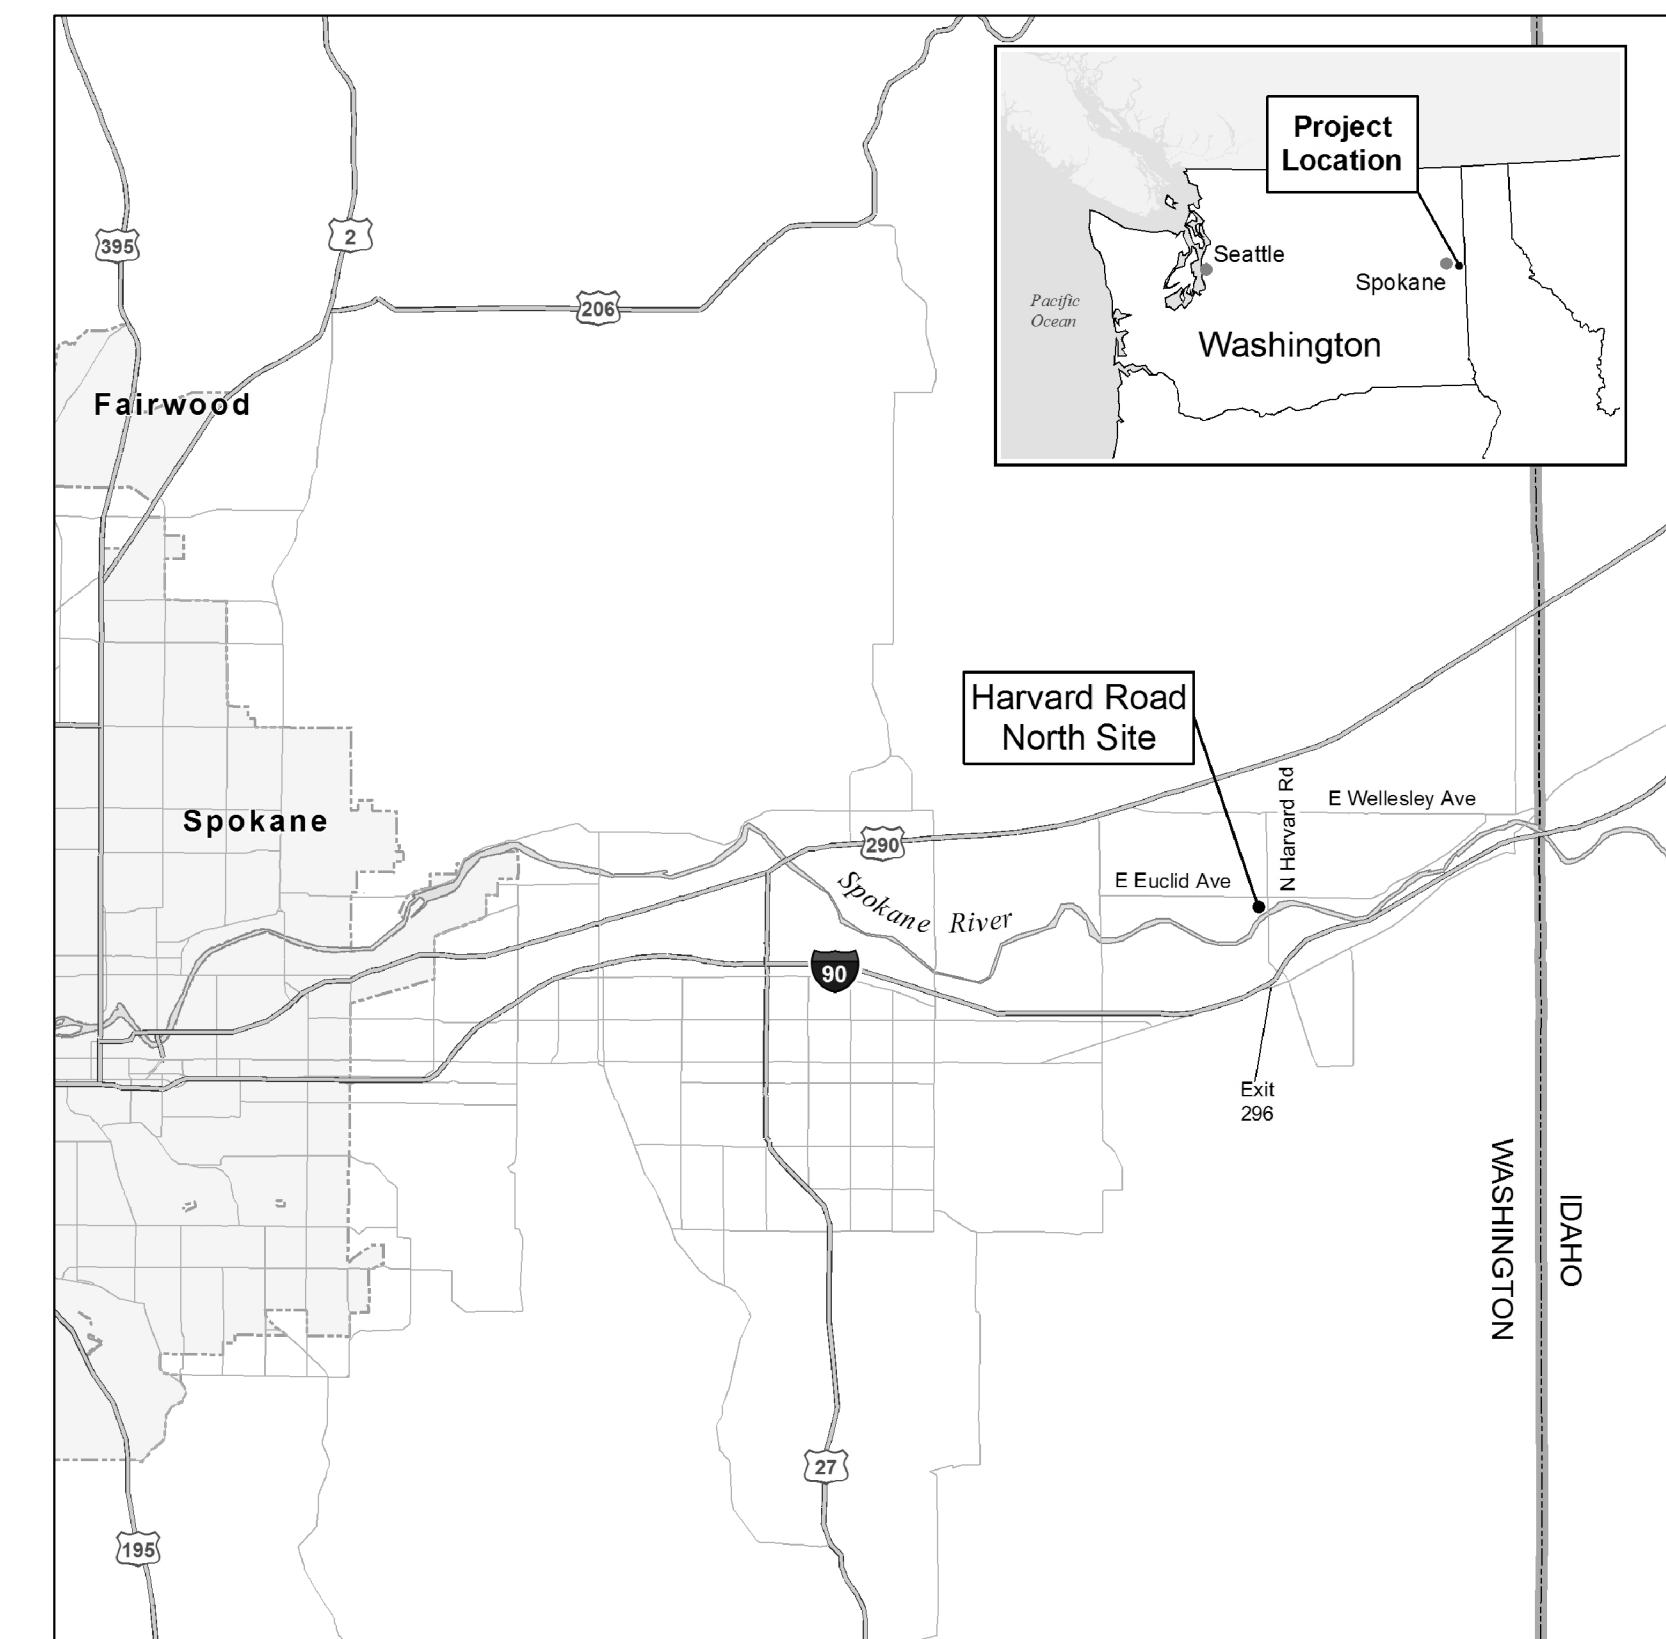 Project
Location
Seattle
Spokane
Pacific
Ocean
Washington
395
2
206
Fairwood
Harvard Road
North Site
N Harvard Rd
E Wellesley Ave
Spokane
290
E Euclid Ave
Spokane River
90
Exit
296
WASHINGTON
IDAHO
27
195